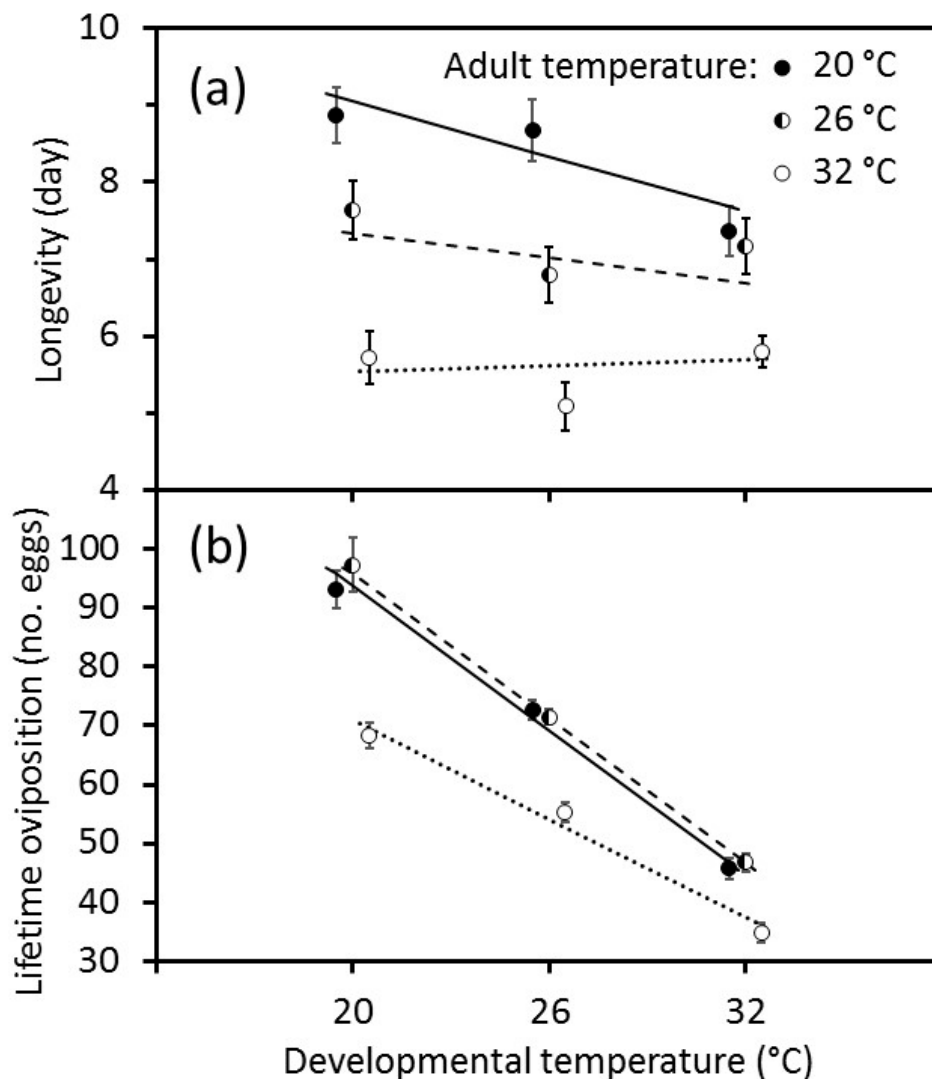 10
(a)
Adult temperature: 20 °C
26 °C
32 °C
8
6
4
Longevity (day)
(b)
100
90
80
70
60
50
40
30
Lifetime oviposition (no. eggs)
20 26 32
Developmental temperature (°C)